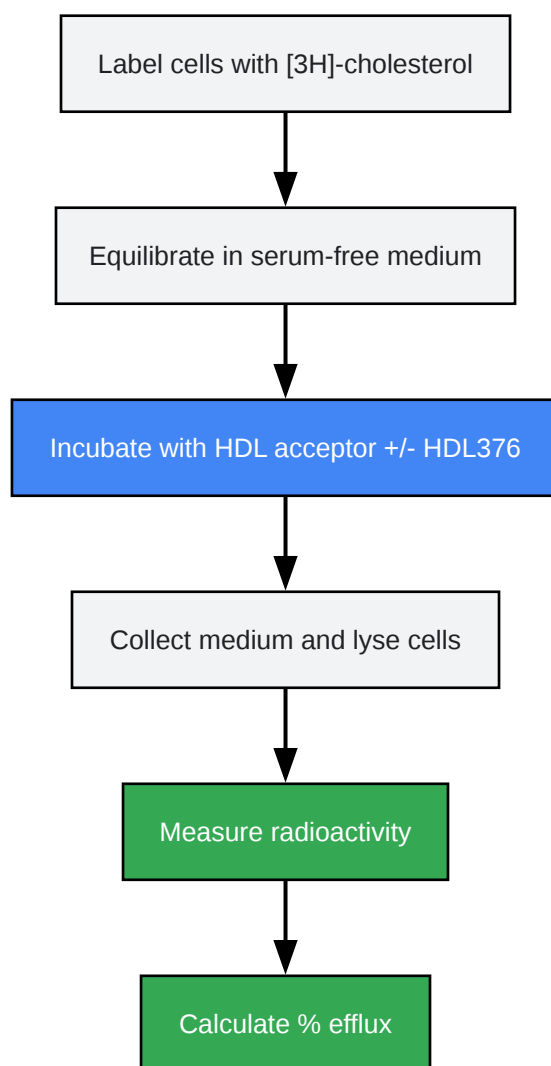 Label cells with [3H]-cholesterol
Equilibrate in serum-free medium
Incubate with HDL acceptor +/- HDL376
Collect medium and lyse cells
Measure radioactivity
Calculate % efflux